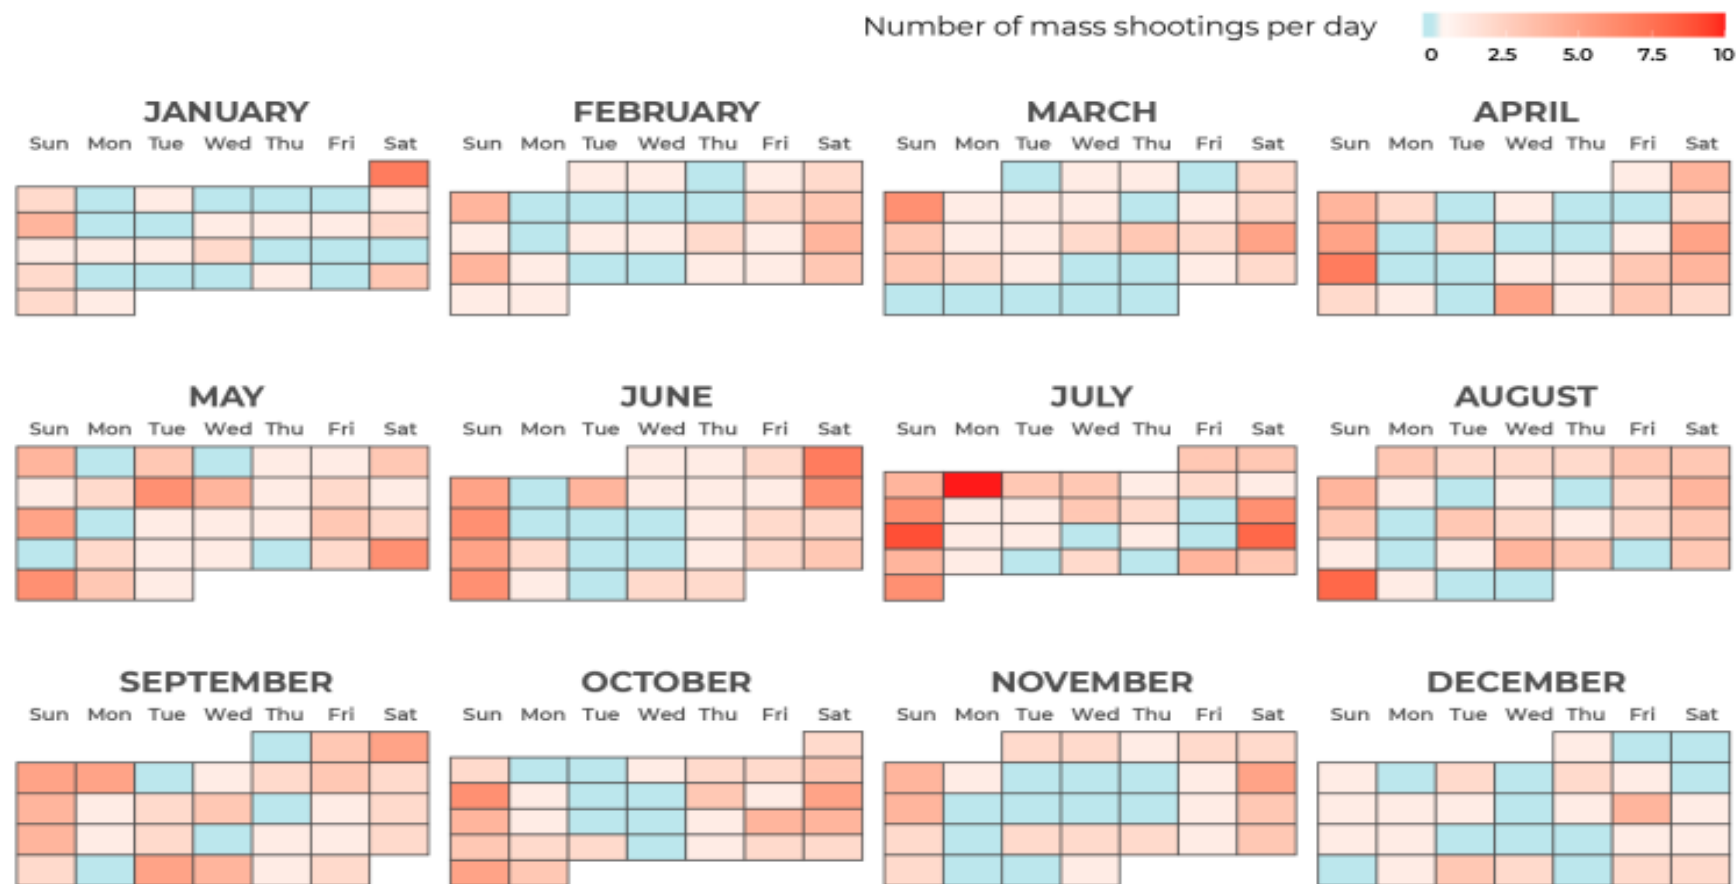 Number of mass shootings per day
0 2.5 5.0 7.5 10
JANUARY FEBRUARY MARCH APRIL
Sun Mon Tue Wed Thu Fri Sat Sun Mon Tue Wed Thu Fri Sat Sun Mon Tue Wed Thu Fri Sat Sun Mon Tue Wed Thu Fri Sat
MAY JUNE JULY AUGUST
Sun Mon Tue Wed Thu Fri Sat Sun Mon Tue Wed Thu Fri Sat Sun Mon Tue Wed Thu Fri Sat Sun Mon Tue Wed Thu Fri Sat
SEPTEMBER OCTOBER NOVEMBER DECEMBER
Sun Mon Tue Wed Thu Fri Sat Sun Mon Tue Wed Thu Fri Sat Sun Mon Tue Wed Thu Fri Sat Sun Mon Tue Wed Thu Fri Sat